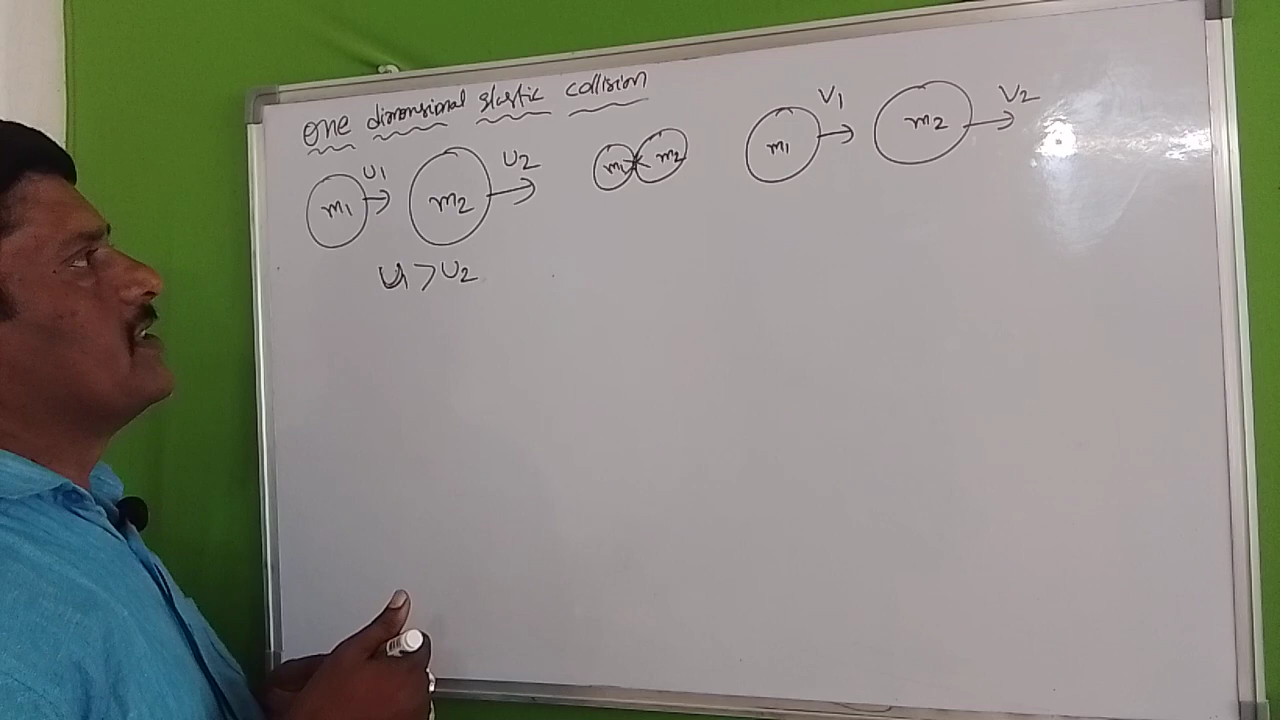 One dimensional elastic collision
m1 U1 m2 U2 m1 m2 m1 V1 m2 V2
U1 > U2